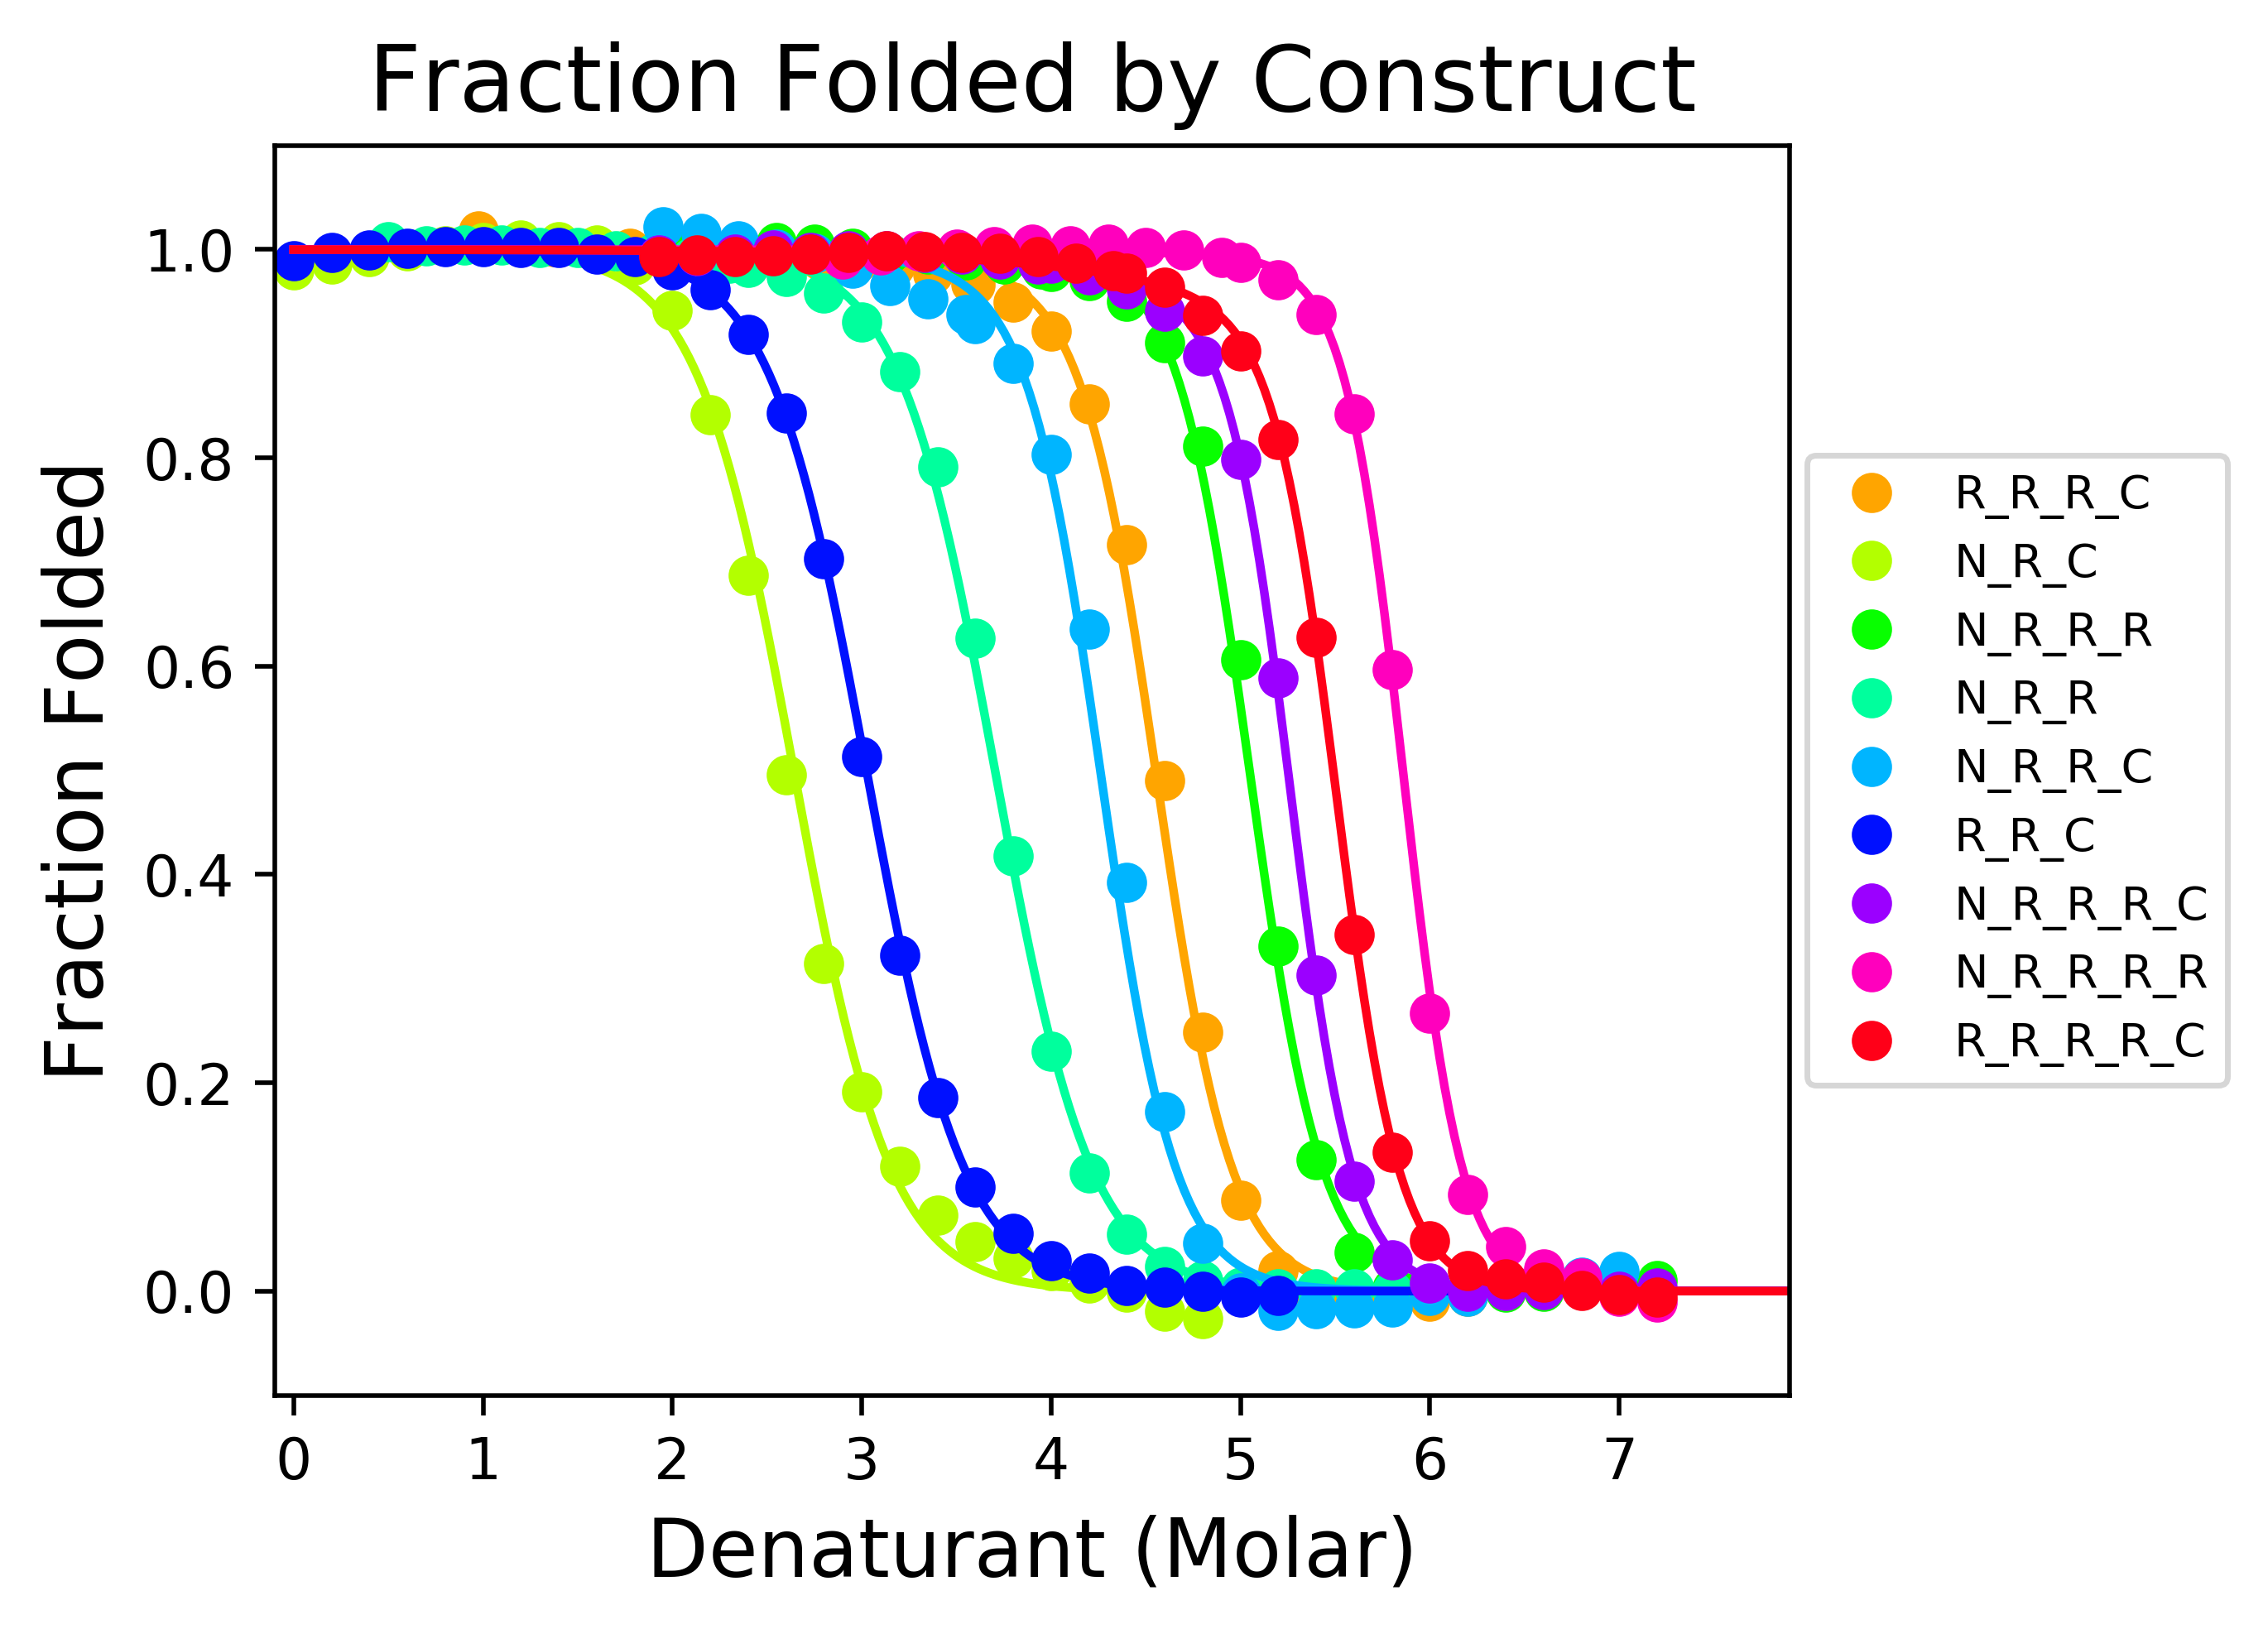 Fraction Folded by Construct
Fraction Folded
1.0
0.8
0.6
0.4
0.2
0.0
0 1 2 3 4 5 6 7
Denaturant (Molar)
R_R_R_C
N_R_C
N_R_R_R
N_R_R
N_R_R_C
R_R_C
N_R_R_R_C
N_R_R_R_R
R_R_R_R_C